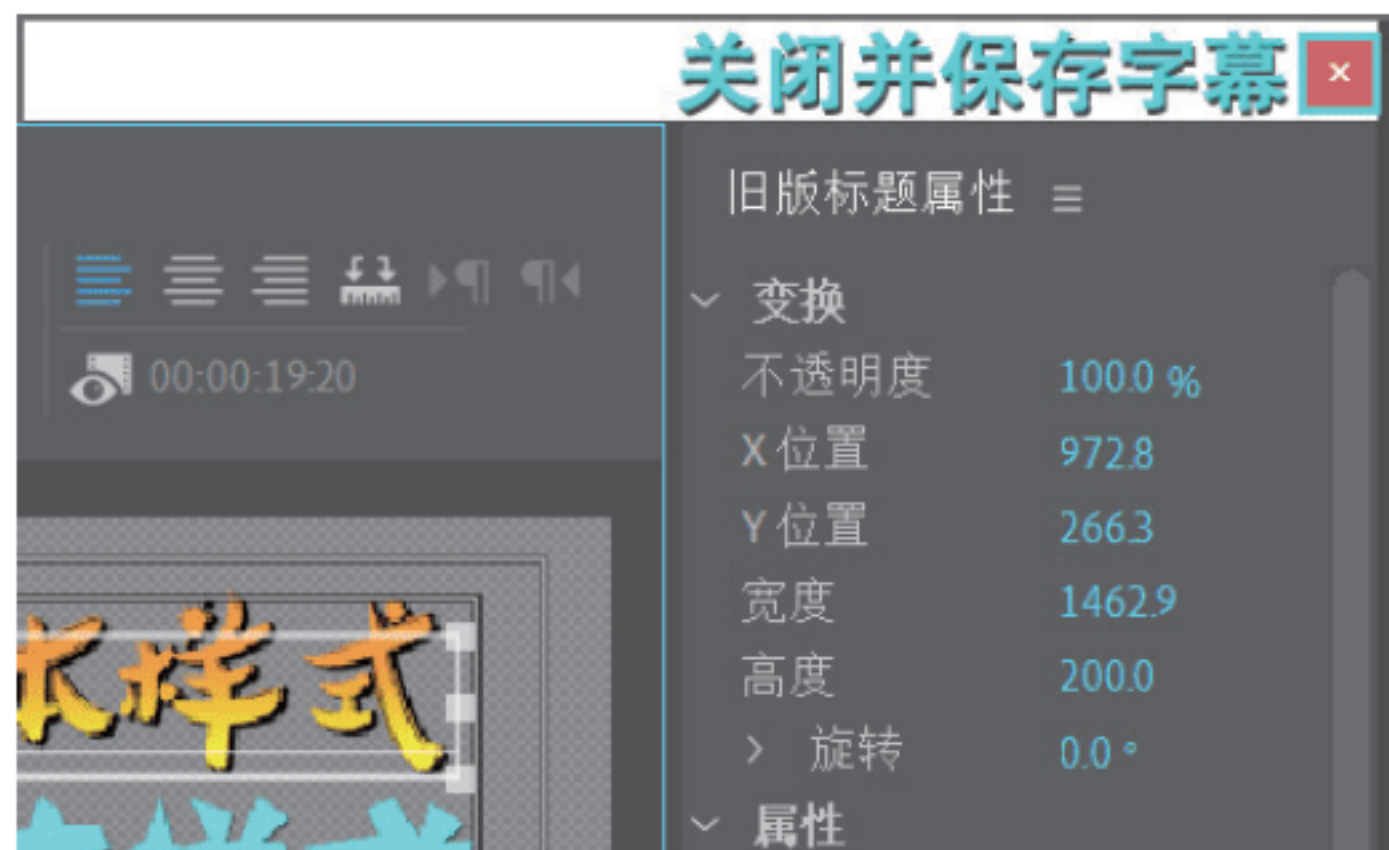 关闭并保存字幕
旧版标题属性
变换
00:00:19:20
不透明度 100.0 %
X 位置 972.8
Y 位置 266.3
宽度 1462.9
样式
高度 200.0
旋转 0.0 °
属性